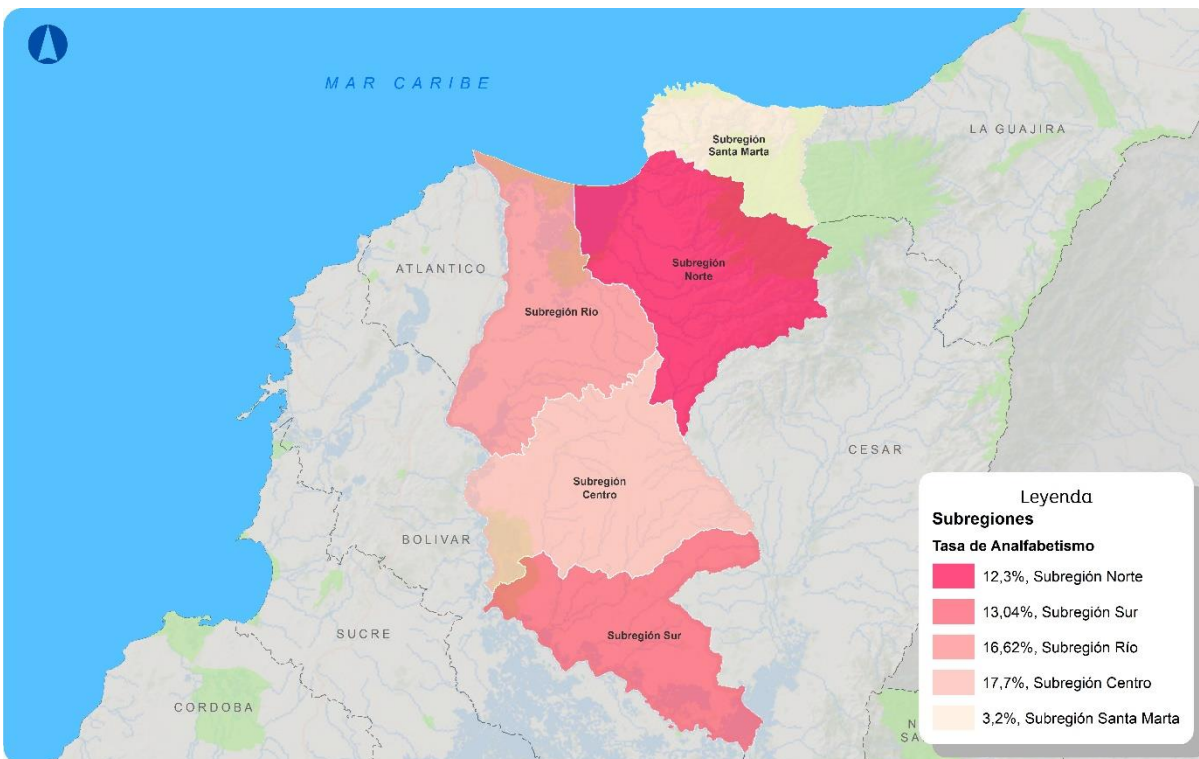 MAR CARIBE
LA GUAJIRA
Subregión
Santa Marta
ATLANTICO
Subregión
Norte
Subregión Río
CESAR
Subregión
Centro
BOLIVAR
SUCRE
Subregión Sur
CORDOBA
Leyenda
Subregiones
Tasa de Analfabetismo
12,3%, Subregión Norte
13,04%, Subregión Sur
16,62%, Subregión Río
17,7%, Subregión Centro
3,2%, Subregión Santa Marta